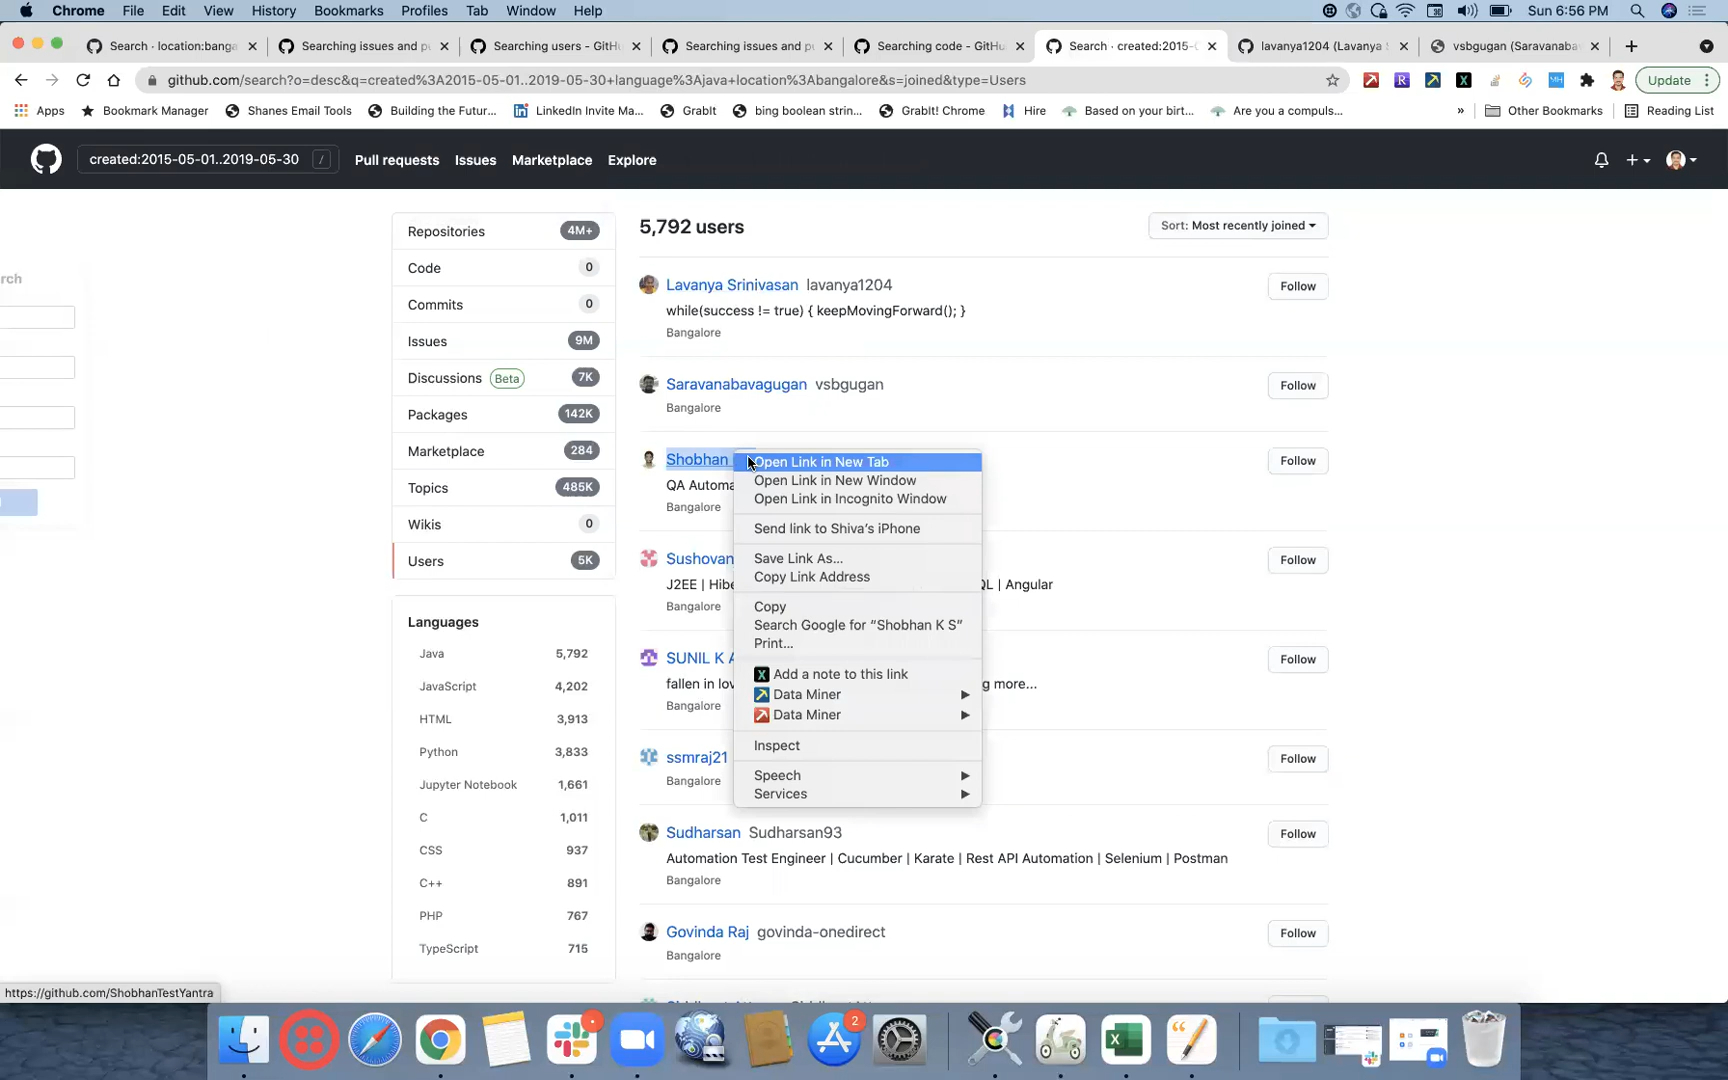 Chrome File Edit View History Bookmarks Profiles Tab Window Help Sun 6:56 PM
Search · location:banga Searching issues and pu Searching users - GitHu Searching issues and pu Searching code - GitHu Search · created:2015- lavanya1204 (Lavanya S vsbgugan (Saravanaba
github.com/search?o=desc&q=created%3A2015-05-01..2019-05-30+language%3Ajava+location%3Abangalore&s=joined&type=Users Update
Apps Bookmark Manager Shanes Email Tools Building the Futur... LinkedIn Invite Ma... GrabIt bing boolean strin... GrabIt! Chrome Hire Based on your birt... Are you a compuls... » Other Bookmarks Reading List
created:2015-05-01..2019-05-30 / Pull requests Issues Marketplace Explore
rch
Repositories 4M+
Code 0
Commits 0
Issues 9M
Discussions Beta 7K
Packages 142K
Marketplace 284
Topics 485K
Wikis 0
Users 5K
Languages
Java 5,792
JavaScript 4,202
HTML 3,913
Python 3,833
Jupyter Notebook 1,661
C 1,011
CSS 937
C++ 891
PHP 767
TypeScript 715
5,792 users Sort: Most recently joined
Lavanya Srinivasan lavanya1204 Follow
while(success != true) { keepMovingForward(); }
Bangalore
Saravanabavagugan vsbgugan Follow
Bangalore
Shobhan Follow
QA Automa
Bangalore
Sushovan Follow
J2EE | Hibe QL | Angular
Bangalore
SUNIL K A Follow
fallen in lov g more...
Bangalore
ssmraj21 Follow
Bangalore
Sudharsan Sudharsan93 Follow
Automation Test Engineer | Cucumber | Karate | Rest API Automation | Selenium | Postman
Bangalore
Govinda Raj govinda-onedirect Follow
Bangalore
Open Link in New Tab
Open Link in New Window
Open Link in Incognito Window
Send link to Shiva's iPhone
Save Link As...
Copy Link Address
Copy
Search Google for “Shobhan K S”
Print...
X Add a note to this link
Data Miner
Data Miner
Inspect
Speech
Services
https://github.com/ShobhanTestYantra
2